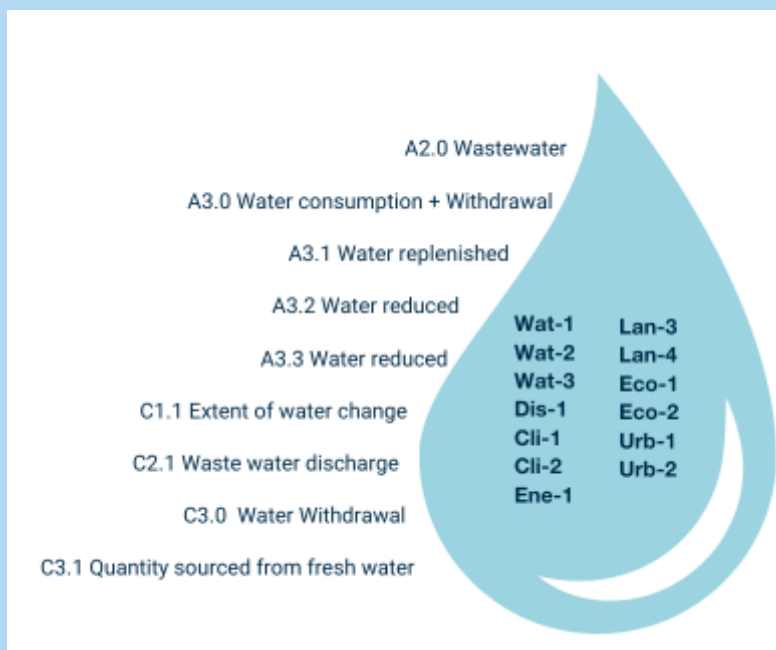 A2.0 Wastewater
A3.0 Water consumption + Withdrawal
A3.1 Water replenished
A3.2 Water reduced
A3.3 Water reduced
C1.1 Extent of water change
C2.1 Waste water discharge
C3.0 Water Withdrawal
C3.1 Quantity sourced from fresh water
Wat-1
Wat-2
Wat-3
Dis-1
Cli-1
Cli-2
Ene-1
Lan-3
Lan-4
Eco-1
Eco-2
Urb-1
Urb-2